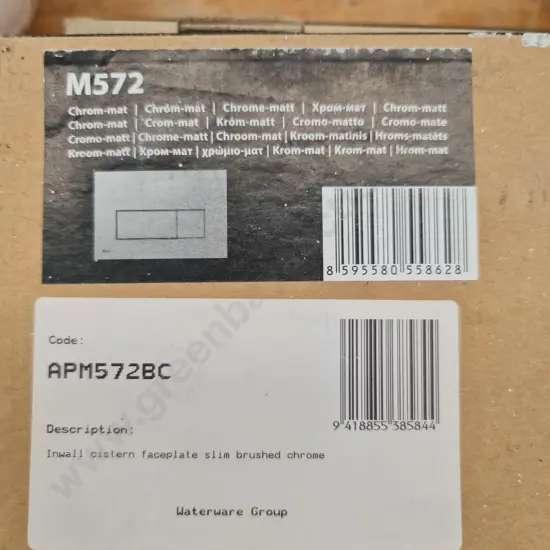 M572
Chrom-mat | Chróm-mat | Chrome-matt | Хром-мат | Chrom-matt
Chrom-mat | Crom-mat | Króm-matt | Cromo-matto | Cromo-mate
Cromo-matt | Chrome-matt | Chroom-mat | Kroom-matinis | Hroms-matēts
Kroom-matt | Хром-мат | χρώμιο-ματ | Krom-mat | Krom-mat | Hrom-mat
8 595580 558628
Code:
APM572BC
9 418855 385844
Description:
Inwall cistern faceplate slim brushed chrome
Waterware Group